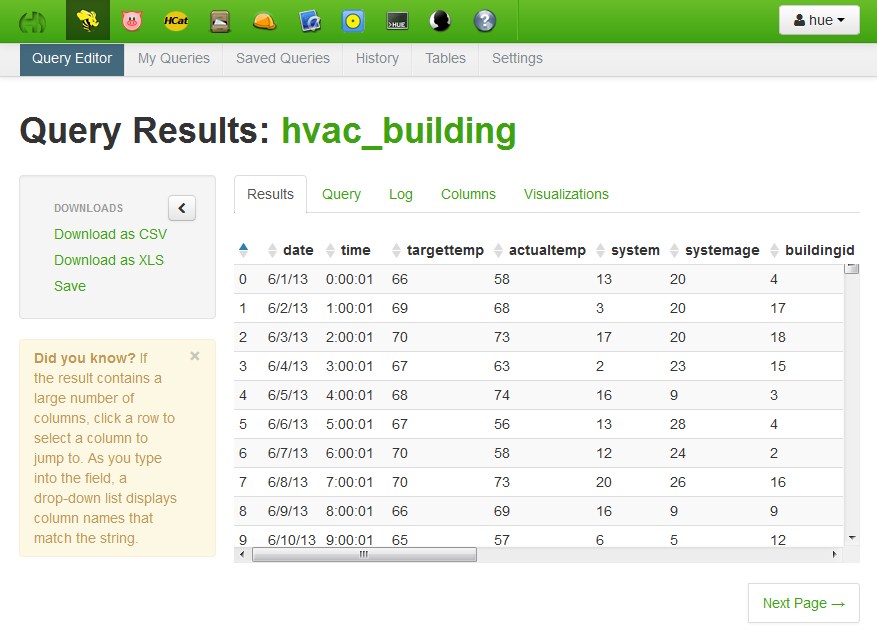 HCat
HUE
hue
Query Editor My Queries Saved Queries History Tables Settings
Query Results: hvac_building
DOWNLOADS
Download as CSV
Download as XLS
Save
Did you know? If
the result contains a
large number of
columns, click a row to
select a column to
jump to. As you type
into the field, a
drop-down list displays
column names that
match the string.
Results Query Log Columns Visualizations
date time targettemp actualtemp system systemage buildingid
0 6/1/13 0:00:01 66 58 13 20 4
1 6/2/13 1:00:01 69 68 3 20 17
2 6/3/13 2:00:01 70 73 17 20 18
3 6/4/13 3:00:01 67 63 2 23 15
4 6/5/13 4:00:01 68 74 16 9 3
5 6/6/13 5:00:01 67 56 13 28 4
6 6/7/13 6:00:01 70 58 12 24 2
7 6/8/13 7:00:01 70 73 20 26 16
8 6/9/13 8:00:01 66 69 16 9 9
9 6/10/13 9:00:01 65 57 6 5 12
Next Page →